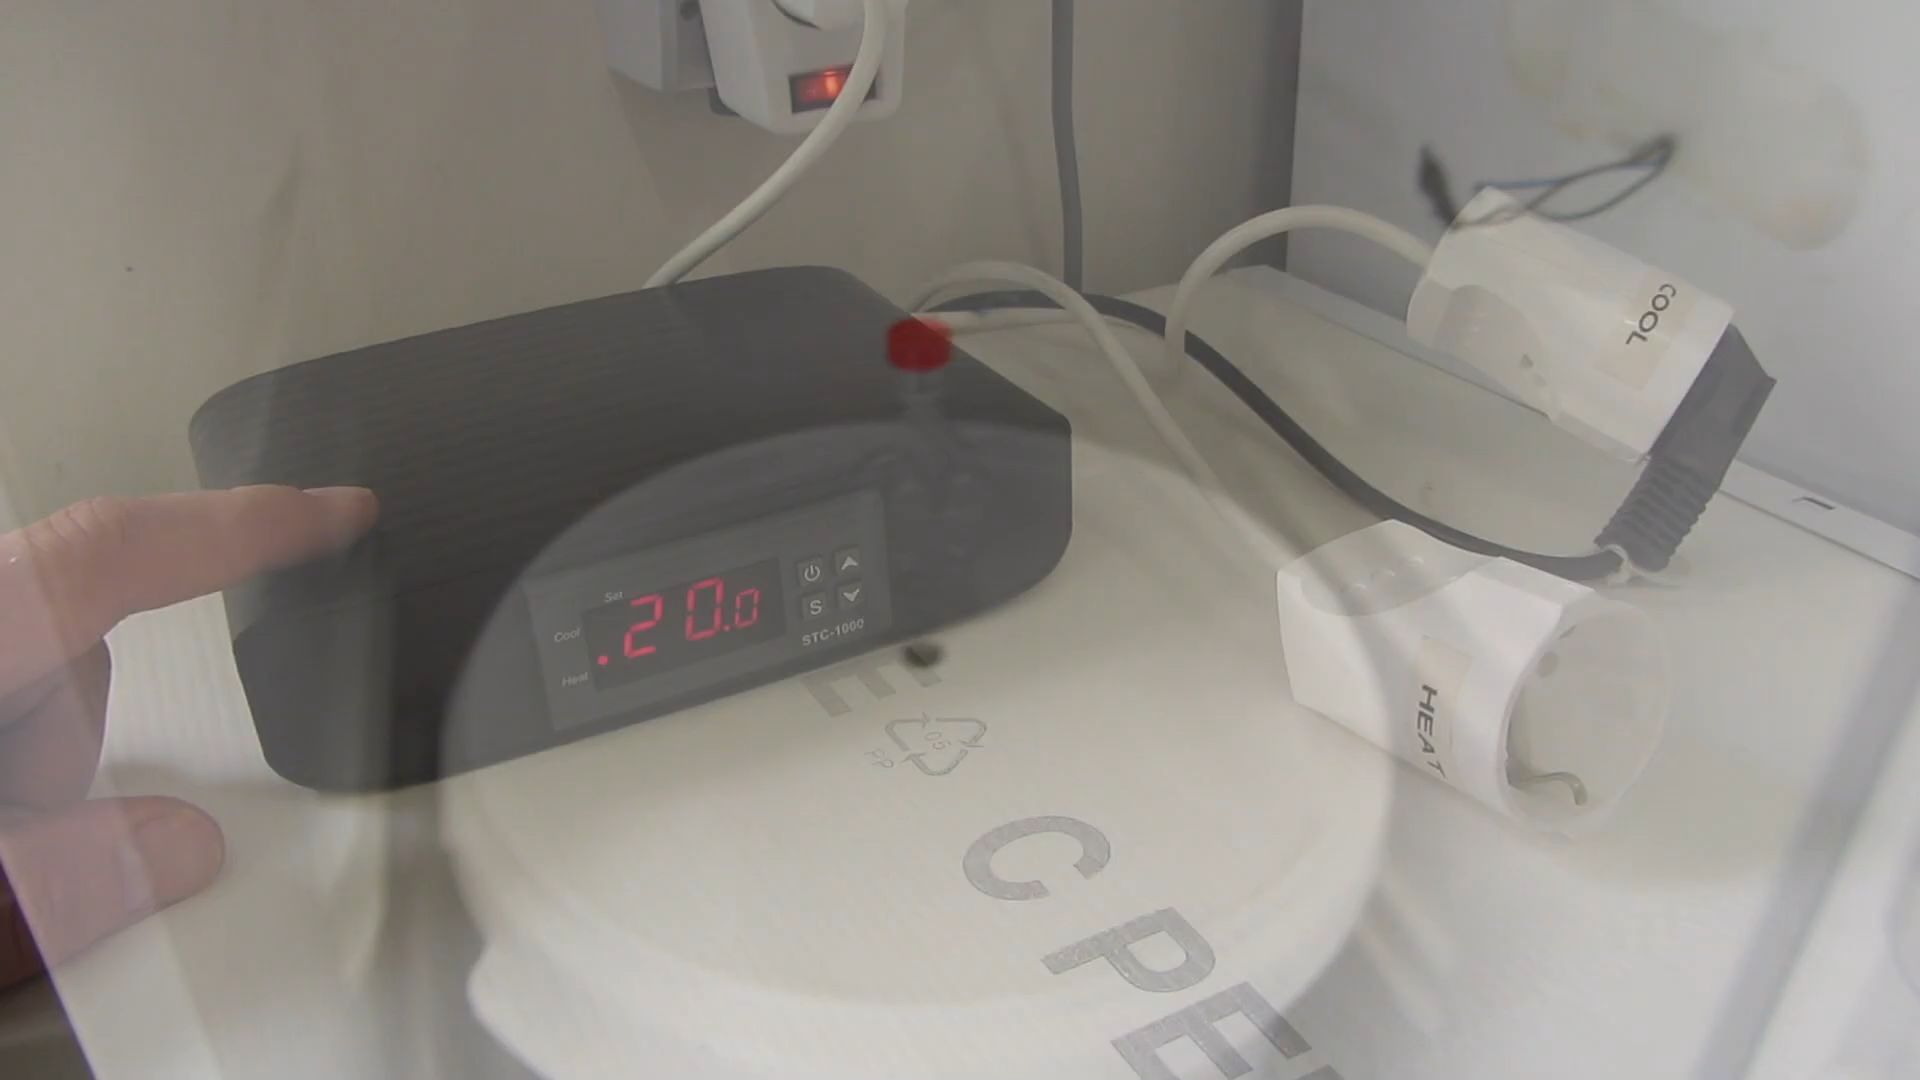 COOL
Set
Cool
Heat
.20.0
S
STC-1000
HEAT
E
05
PP
C PE